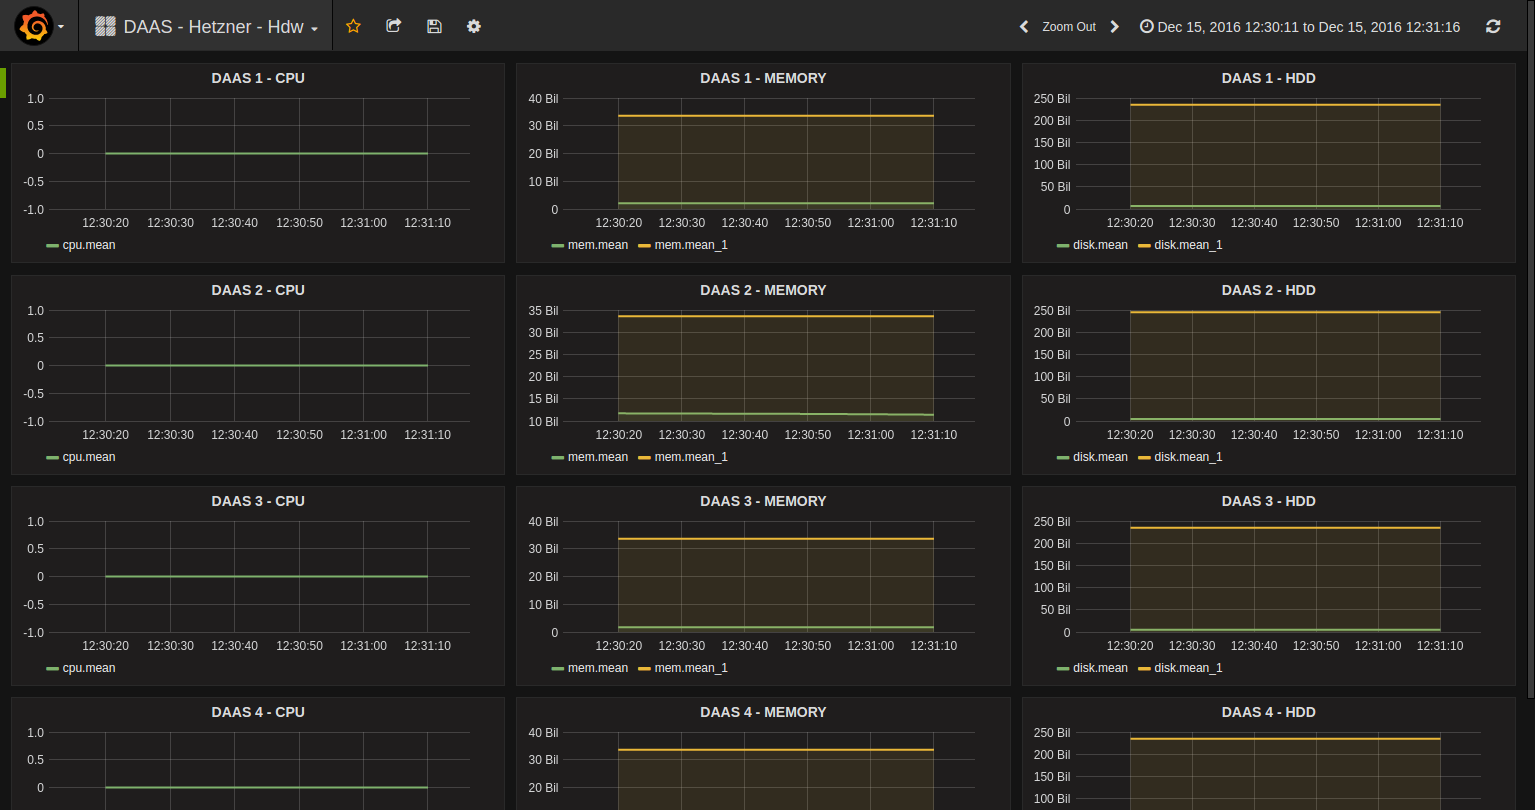 DAAS - Hetzner - Hdw
Zoom Out
Dec 15, 2016 12:30:11 to Dec 15, 2016 12:31:16
DAAS 1 - CPU
1.0
0.5
0
-0.5
-1.0
12:30:20 12:30:30 12:30:40 12:30:50 12:31:00 12:31:10
cpu.mean
DAAS 1 - MEMORY
40 Bil
30 Bil
20 Bil
10 Bil
0
12:30:20 12:30:30 12:30:40 12:30:50 12:31:00 12:31:10
mem.mean mem.mean_1
DAAS 1 - HDD
250 Bil
200 Bil
150 Bil
100 Bil
50 Bil
0
12:30:20 12:30:30 12:30:40 12:30:50 12:31:00 12:31:10
disk.mean disk.mean_1
DAAS 2 - CPU
1.0
0.5
0
-0.5
-1.0
12:30:20 12:30:30 12:30:40 12:30:50 12:31:00 12:31:10
cpu.mean
DAAS 2 - MEMORY
35 Bil
30 Bil
25 Bil
20 Bil
15 Bil
10 Bil
12:30:20 12:30:30 12:30:40 12:30:50 12:31:00 12:31:10
mem.mean mem.mean_1
DAAS 2 - HDD
250 Bil
200 Bil
150 Bil
100 Bil
50 Bil
0
12:30:20 12:30:30 12:30:40 12:30:50 12:31:00 12:31:10
disk.mean disk.mean_1
DAAS 3 - CPU
1.0
0.5
0
-0.5
-1.0
12:30:20 12:30:30 12:30:40 12:30:50 12:31:00 12:31:10
cpu.mean
DAAS 3 - MEMORY
40 Bil
30 Bil
20 Bil
10 Bil
0
12:30:20 12:30:30 12:30:40 12:30:50 12:31:00 12:31:10
mem.mean mem.mean_1
DAAS 3 - HDD
250 Bil
200 Bil
150 Bil
100 Bil
50 Bil
0
12:30:20 12:30:30 12:30:40 12:30:50 12:31:00 12:31:10
disk.mean disk.mean_1
DAAS 4 - CPU
1.0
0.5
0
DAAS 4 - MEMORY
40 Bil
30 Bil
20 Bil
DAAS 4 - HDD
250 Bil
200 Bil
150 Bil
100 Bil